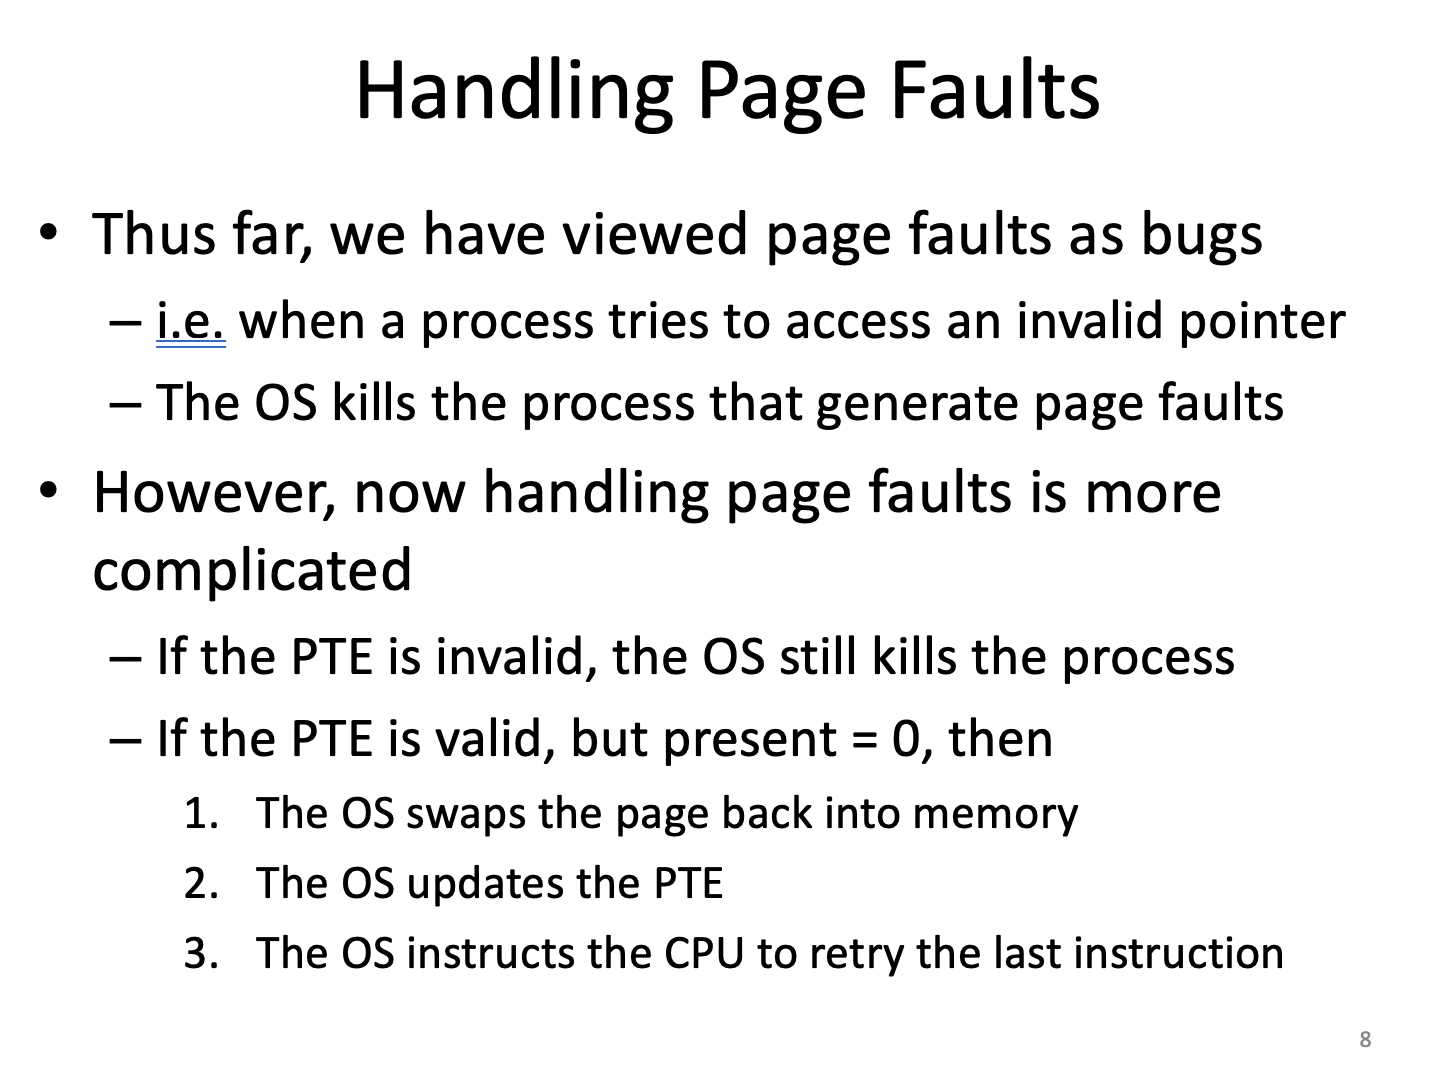 Handling Page Faults
• Thus far, we have viewed page faults as bugs
– i.e. when a process tries to access an invalid pointer
– The OS kills the process that generate page faults
• However, now handling page faults is more
complicated
– If the PTE is invalid, the OS still kills the process
– If the PTE is valid, but present = 0, then
1. The OS swaps the page back into memory
2. The OS updates the PTE
3. The OS instructs the CPU to retry the last instruction
8